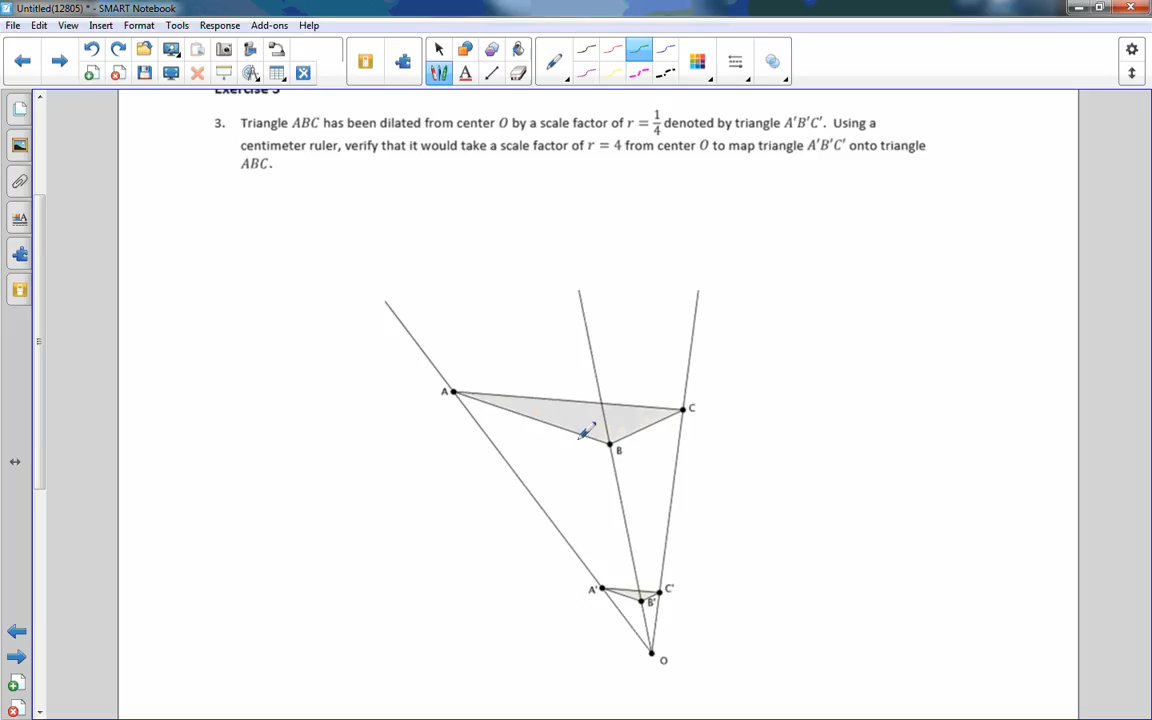 Untitled(12805) * - SMART Notebook
File Edit View Insert Format Tools Response Add-ons Help
Exercise 3
3. Triangle ABC has been dilated from center O by a scale factor of r = 1/4 denoted by triangle A′B′C′. Using a
centimeter ruler, verify that it would take a scale factor of r = 4 from center O to map triangle A′B′C′ onto triangle
ABC.
A
C
B
A'
C'
B'
O